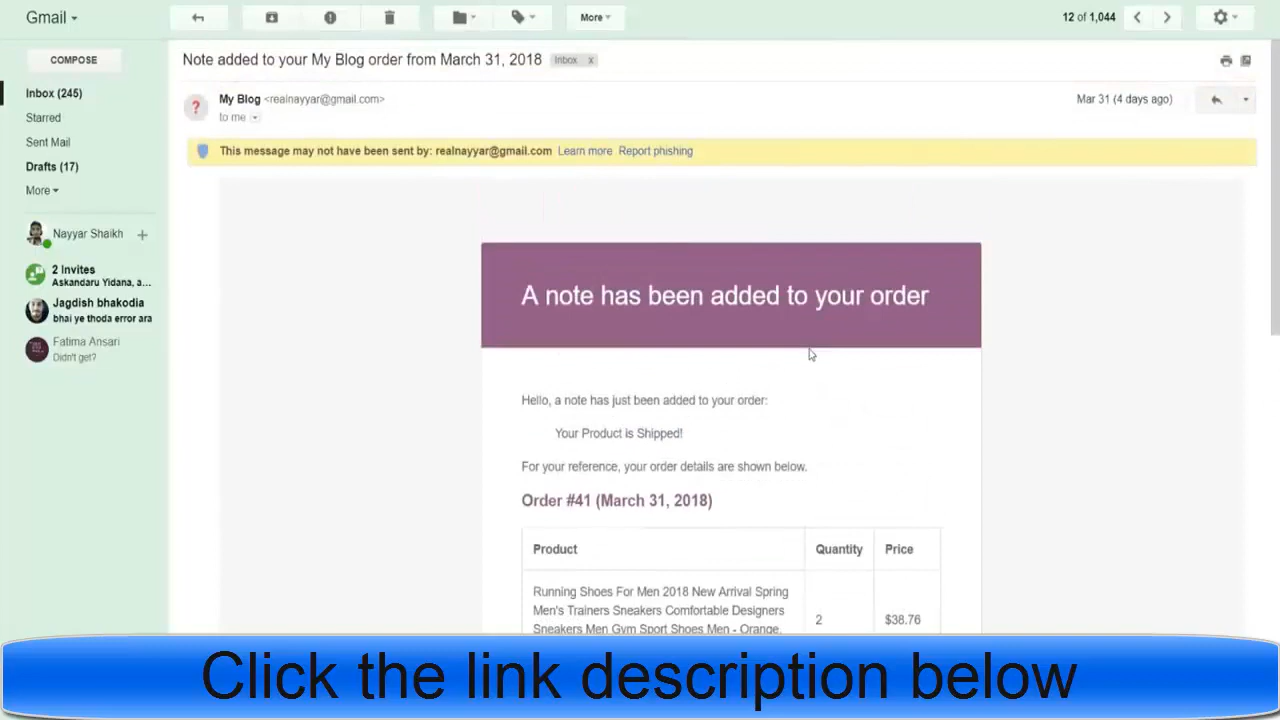 Gmail
More
12 of 1,044
COMPOSE
Note added to your My Blog order from March 31, 2018 Inbox x
Inbox (245)
My Blog <realnayyar@gmail.com>
Mar 31 (4 days ago)
Starred
to me
Sent Mail
This message may not have been sent by: realnayyar@gmail.com Learn more Report phishing
Drafts (17)
More
Nayyar Shaikh
2 Invites
Askandaru Yidana, a...
Jagdish bhakodia
bhai ye thoda error ara
Fatima Ansari
Didn't get?
A note has been added to your order
Hello, a note has just been added to your order:
Your Product is Shipped!
For your reference, your order details are shown below.
Order #41 (March 31, 2018)
Product Quantity Price
Running Shoes For Men 2018 New Arrival Spring
Men's Trainers Sneakers Comfortable Designers
Sneakers Men Gym Sport Shoes Men - Orange,
2 $38.76
Click the link description below